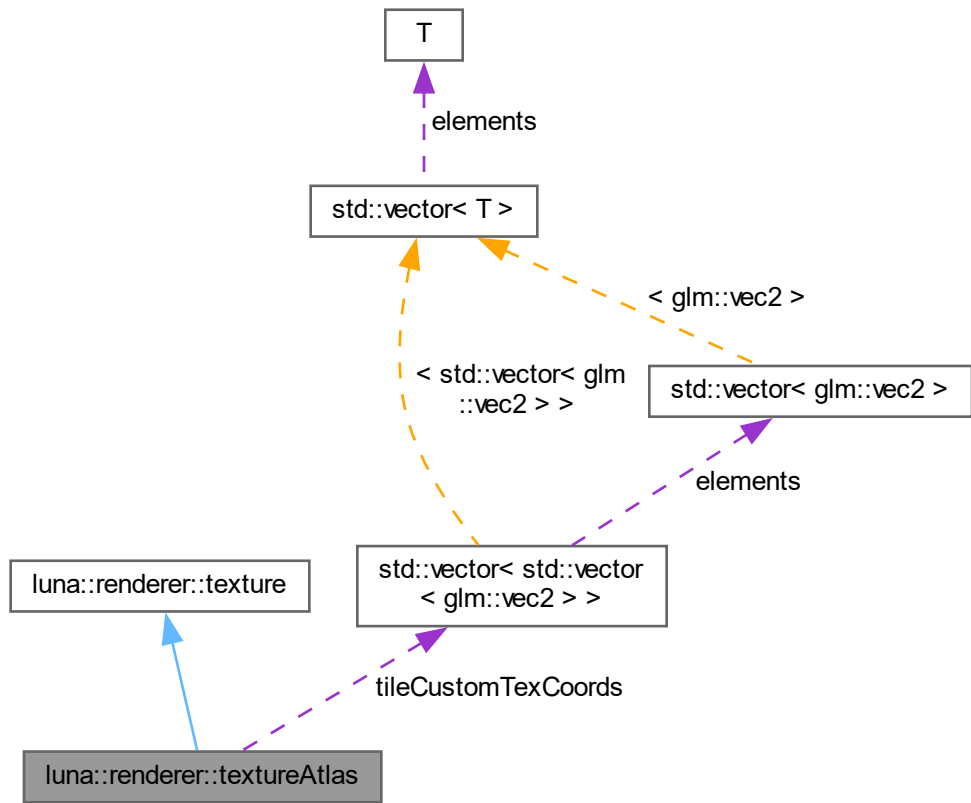 T
elements
std::vector< T >
< glm::vec2 >
< std::vector< glm
::vec2 > >
std::vector< glm::vec2 >
elements
std::vector< std::vector
< glm::vec2 > >
luna::renderer::texture
tileCustomTexCoords
luna::renderer::textureAtlas